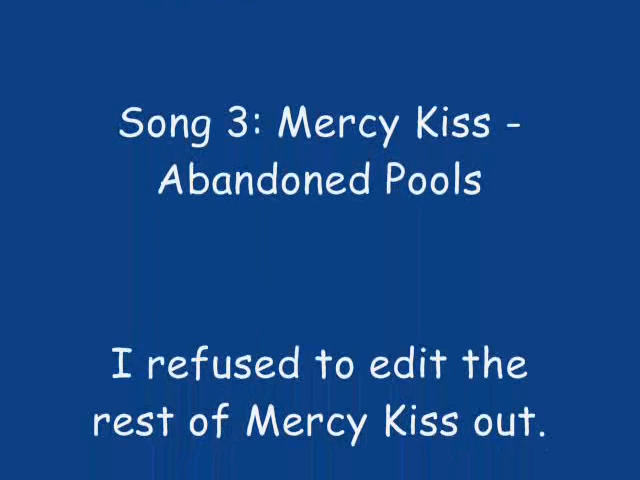 Song 3: Mercy Kiss -
Abandoned Pools
I refused to edit the
rest of Mercy Kiss out.